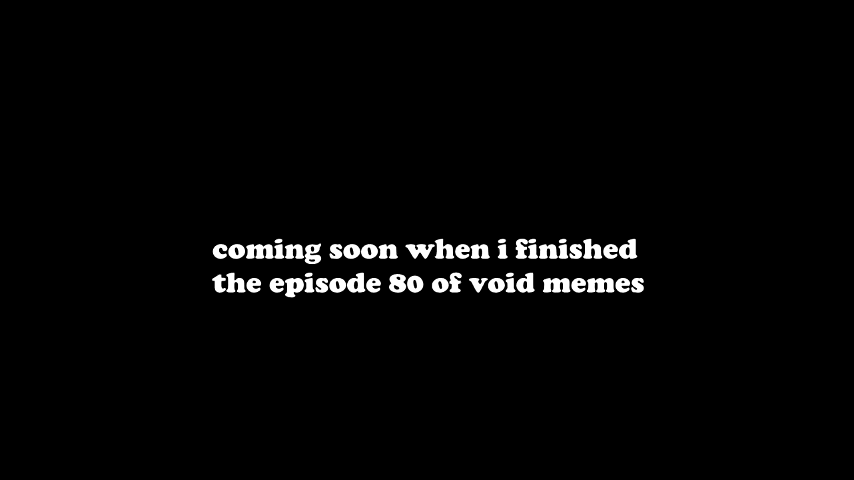 coming soon when i finished
the episode 80 of void memes